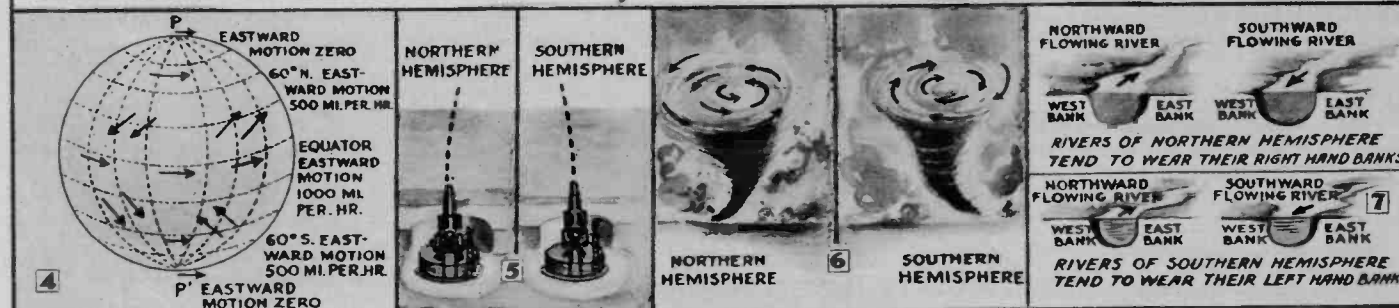 P
EASTWARD
MOTION ZERO
60° N. EAST-
WARD MOTION
500 MI. PER. HR.
EQUATOR
EASTWARD
MOTION
1000 MI.
PER. HR.
60° S. EAST-
WARD MOTION
500 MI. PER. HR.
P' EASTWARD
MOTION ZERO
4
NORTHERN
HEMISPHERE
SOUTHERN
HEMISPHERE
5
NORTHERN
HEMISPHERE
6
SOUTHERN
HEMISPHERE
NORTHWARD
FLOWING RIVER
SOUTHWARD
FLOWING RIVER
WEST
BANK
EAST
BANK
WEST
BANK
EAST
BANK
RIVERS OF NORTHERN HEMISPHERE
TEND TO WEAR THEIR RIGHT HAND BANKS
NORTHWARD
FLOWING RIVER
SOUTHWARD
FLOWING RIVER
7
WEST
BANK
EAST
BANK
WEST
BANK
EAST
BANK
RIVERS OF SOUTHERN HEMISPHERE
TEND TO WEAR THEIR LEFT HAND BANK